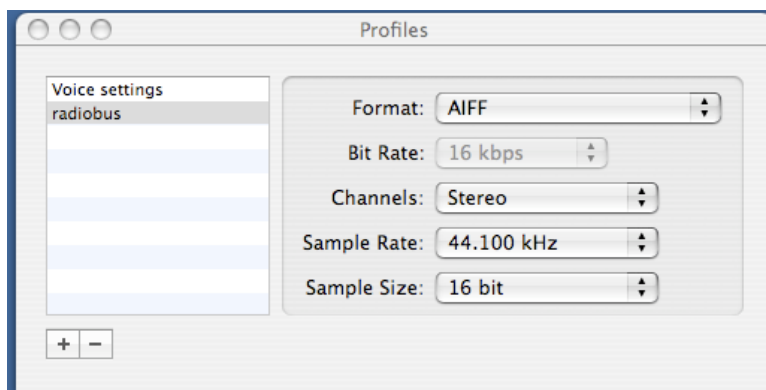 Profiles
Voice settings
radiobus
Format: AIFF
Bit Rate: 16 kbps
Channels: Stereo
Sample Rate: 44.100 kHz
Sample Size: 16 bit
+ −